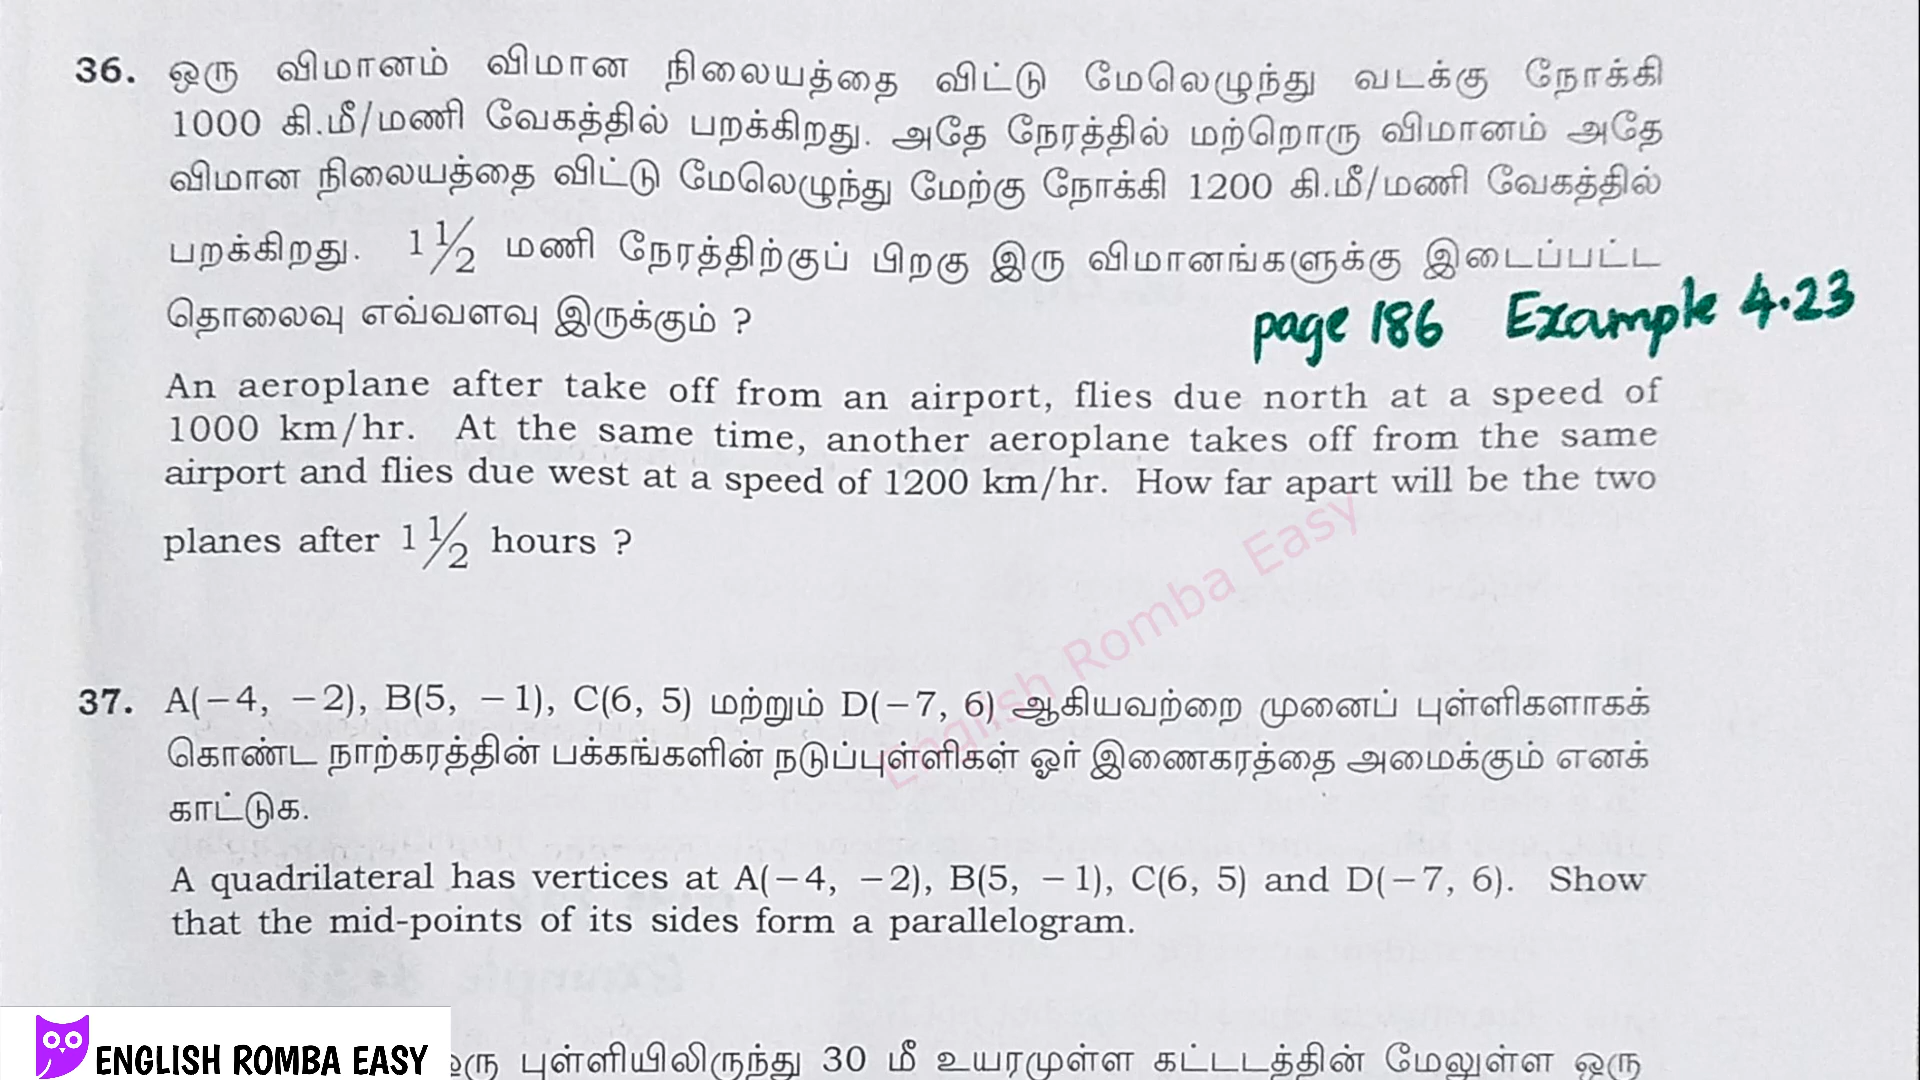 36. ஒரு விமானம் விமான நிலையத்தை விட்டு மேலெழுந்து வடக்கு நோக்கி
1000 கி.மீ/மணி வேகத்தில் பறக்கிறது. அதே நேரத்தில் மற்றொரு விமானம் அதே
விமான நிலையத்தை விட்டு மேலெழுந்து மேற்கு நோக்கி 1200 கி.மீ/மணி வேகத்தில்
பறக்கிறது. 1 1/2 மணி நேரத்திற்குப் பிறகு இரு விமானங்களுக்கு இடைப்பட்ட
தொலைவு எவ்வளவு இருக்கும் ?
page 186 Example 4.23
An aeroplane after take off from an airport, flies due north at a speed of
1000 km/hr. At the same time, another aeroplane takes off from the same
airport and flies due west at a speed of 1200 km/hr. How far apart will be the two
planes after 1 1/2 hours ?
English Romba Easy
37. A(−4, −2), B(5, −1), C(6, 5) மற்றும் D(−7, 6) ஆகியவற்றை முனைப் புள்ளிகளாகக்
கொண்ட நாற்கரத்தின் பக்கங்களின் நடுப்புள்ளிகள் ஓர் இணைகரத்தை அமைக்கும் எனக்
காட்டுக.
A quadrilateral has vertices at A(−4, −2), B(5, −1), C(6, 5) and D(−7, 6). Show
that the mid-points of its sides form a parallelogram.
ENGLISH ROMBA EASY
ஒரு புள்ளியிலிருந்து 30 மீ உயரமுள்ள கட்டடத்தின் மேலுள்ள ஒரு